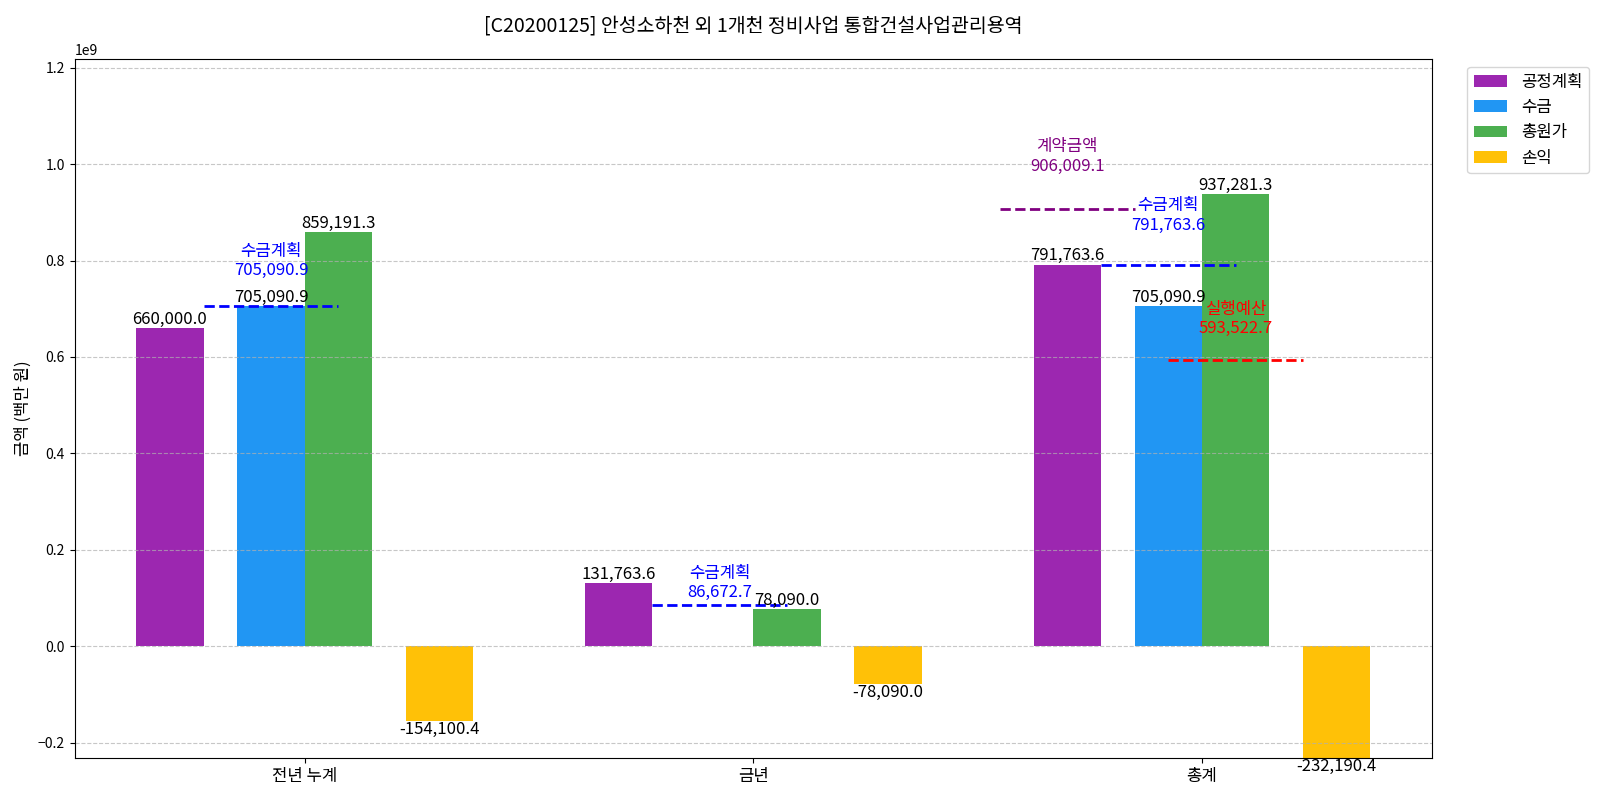 [C20200125] 안성소하천 외 1개천 정비사업 통합건설사업관리용역
1e9
1.2
1.0
0.8
0.6
0.4
0.2
0.0
−0.2
금액 (백만 원)
660,000.0
수금계획
705,090.9
705,090.9
859,191.3
-154,100.4
131,763.6
수금계획
86,672.7
78,090.0
-78,090.0
계약금액
906,009.1
791,763.6
수금계획
791,763.6
705,090.9
937,281.3
실행예산
593,522.7
-232,190.4
전년 누계
금년
총계
공정계획
수금
총원가
손익